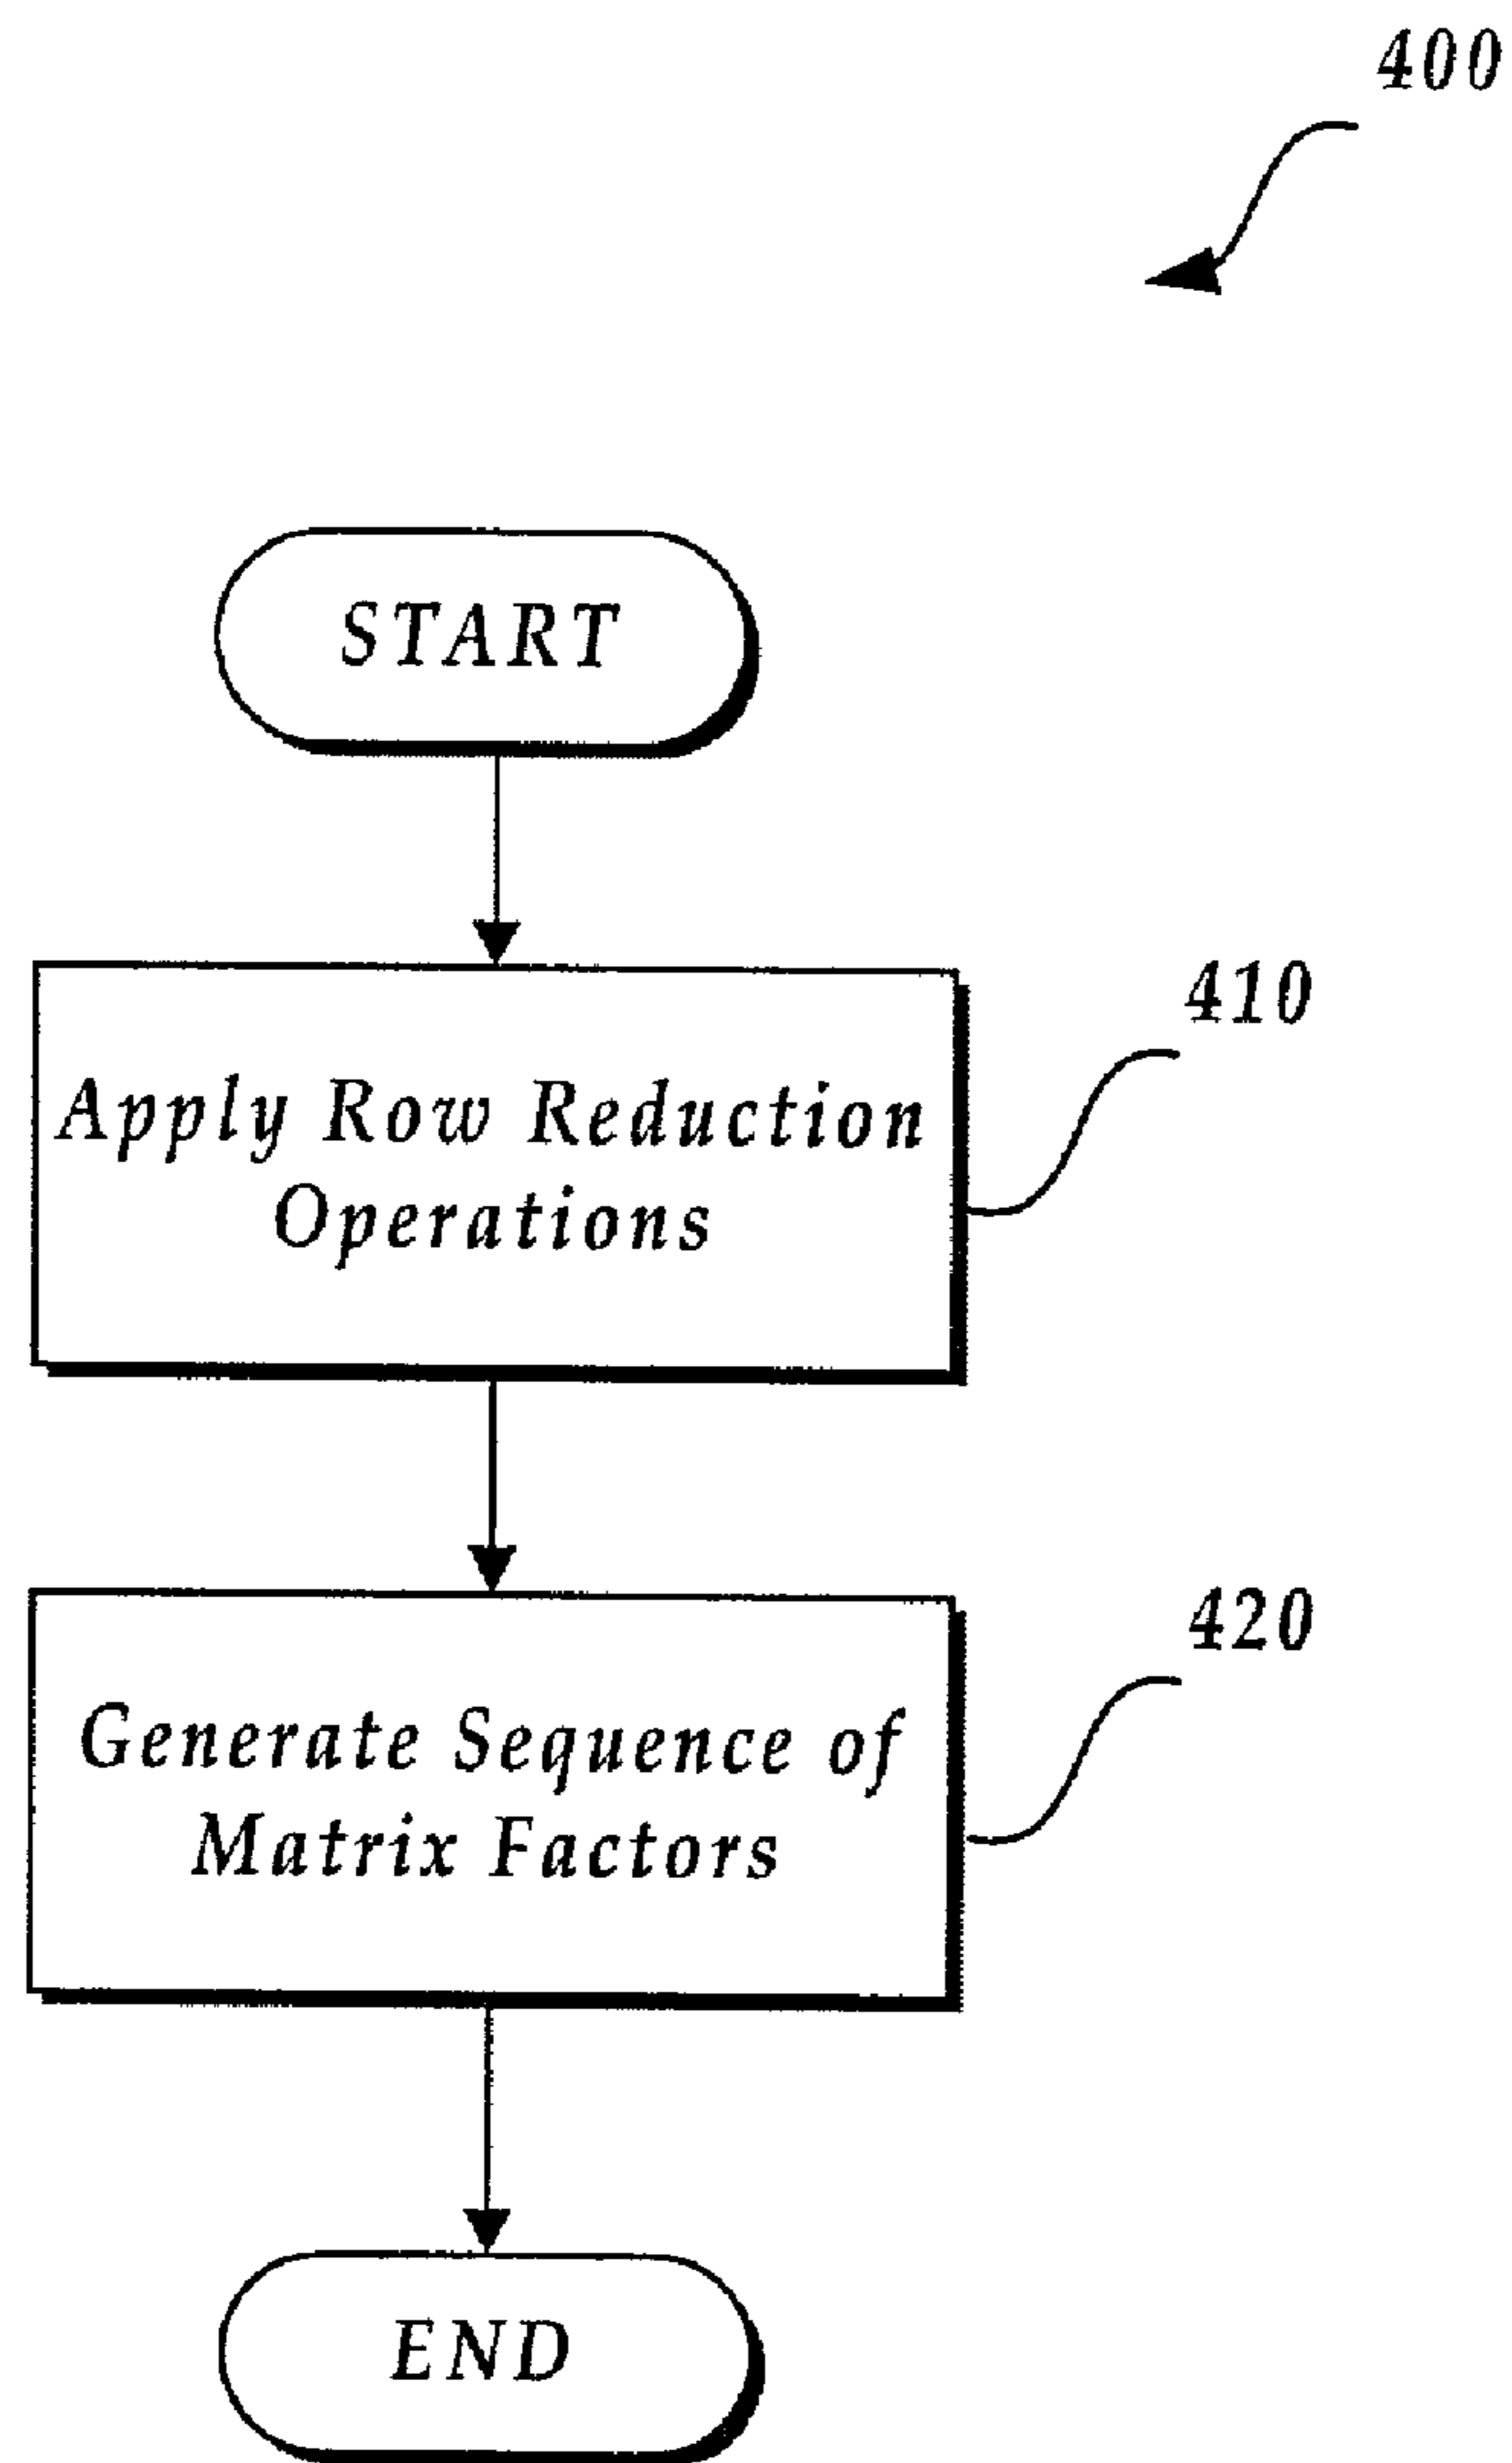 400
START
410
Apply Row Reduction
Operations
420
Generate Sequence of
Matrix Factors
END